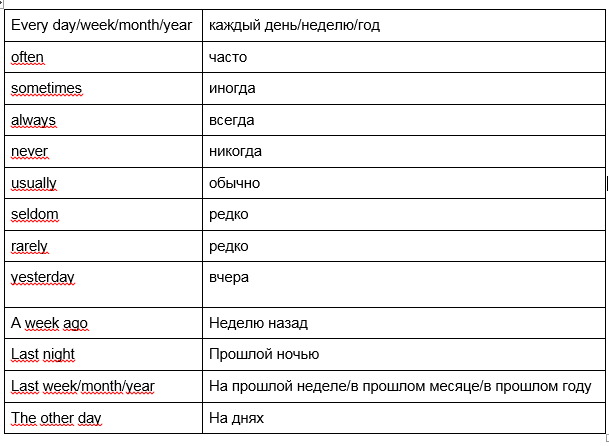 Every day/week/month/year каждый день/неделю/год
often часто
sometimes иногда
always всегда
never никогда
usually обычно
seldom редко
rarely редко
yesterday вчера
A week ago Неделю назад
Last night Прошлой ночью
Last week/month/year На прошлой неделе/в прошлом месяце/в прошлом году
The other day На днях